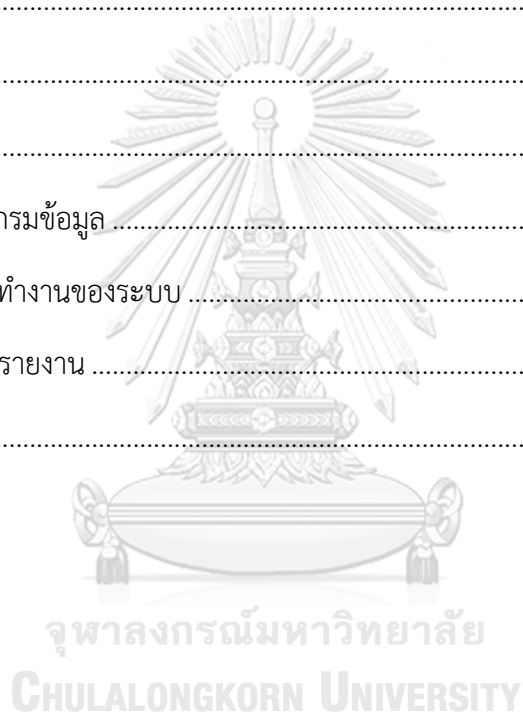 ........................................................................................
........................................................................................
........................................................................................
กรมข้อมูล ........................................................................
ทำงานของระบบ ..........................................................
รายงาน ............................................................................
........................................................................................
จุฬาลงกรณ์มหาวิทยาลัย
CHULALONGKORN UNIVERSITY